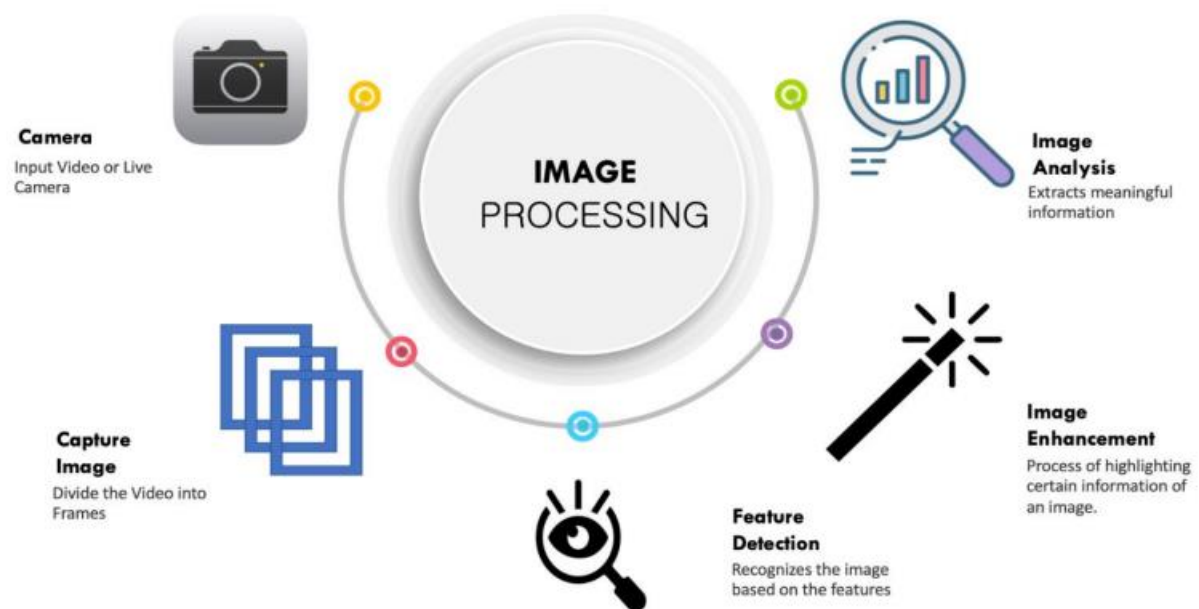 IMAGE
PROCESSING
Camera
Input Video or Live
Camera
Capture
Image
Divide the Video into
Frames
Feature
Detection
Recognizes the image
based on the features
Image
Enhancement
Process of highlighting
certain information of
an image.
Image
Analysis
Extracts meaningful
information